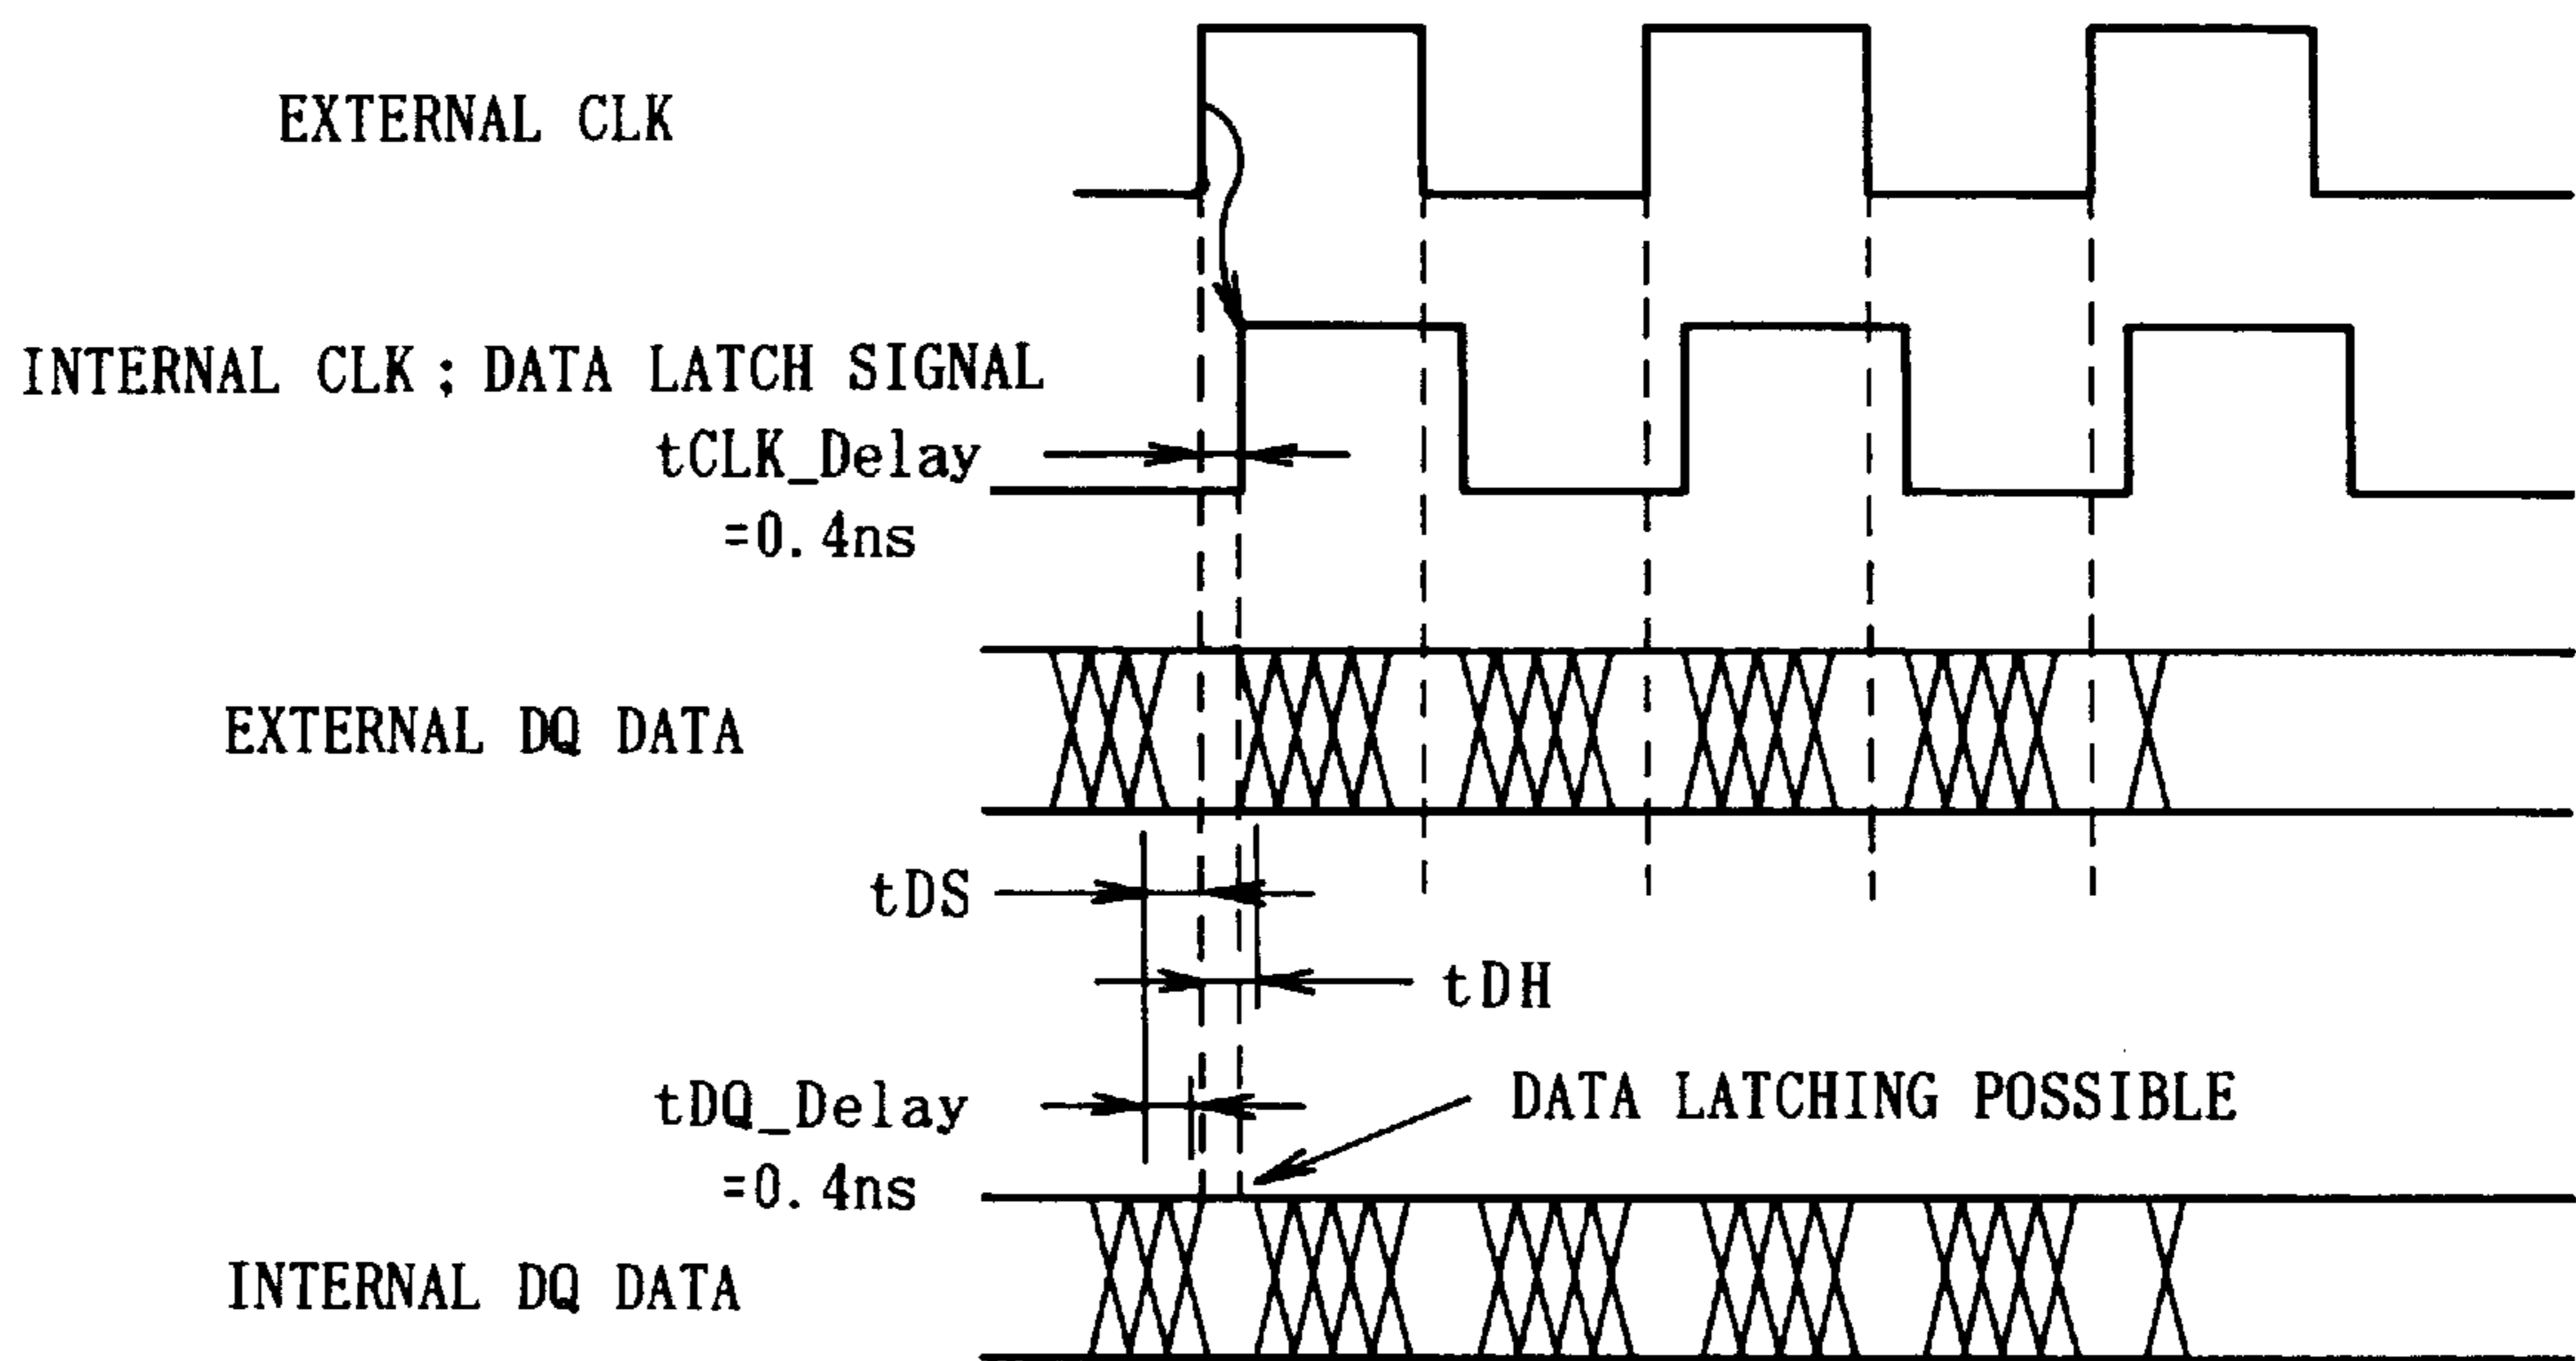 EXTERNAL CLK
INTERNAL CLK ; DATA LATCH SIGNAL
tCLK_Delay
=0.4ns
EXTERNAL DQ DATA
tDS
tDH
tDQ_Delay
=0.4ns
DATA LATCHING POSSIBLE
INTERNAL DQ DATA